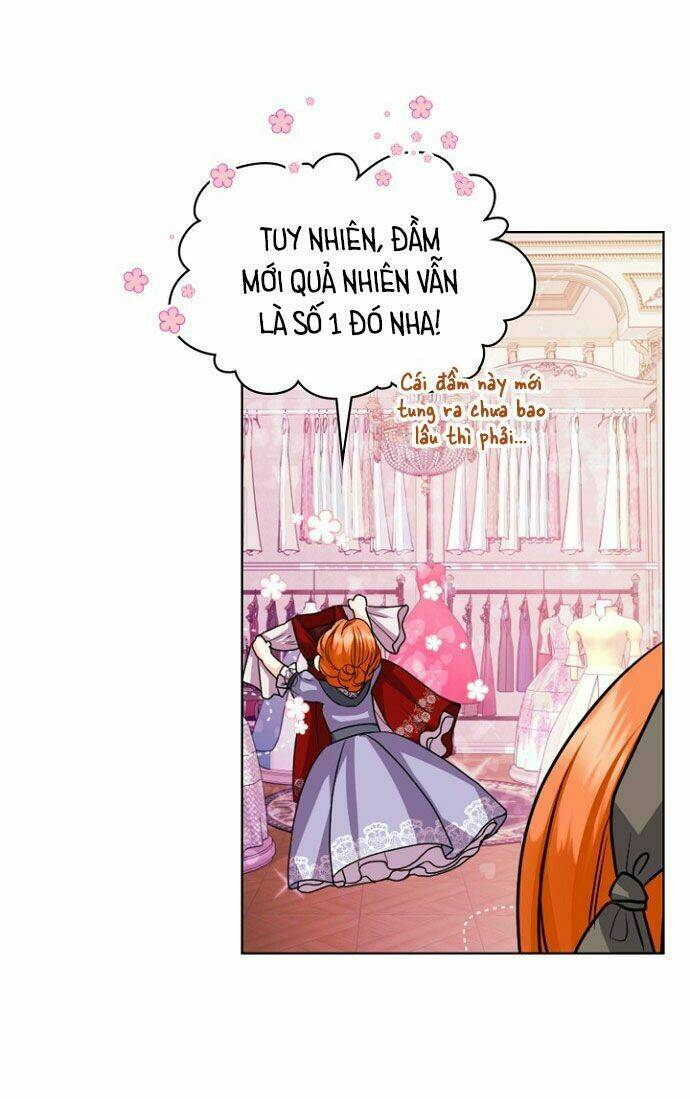 TUY NHIÊN, ĐẦM
MỚI QUẢ NHIÊN VẪN
LÀ SỐ 1 ĐÓ NHA!
Cái đầm này mới
tung ra chưa bao
lâu thì phải...